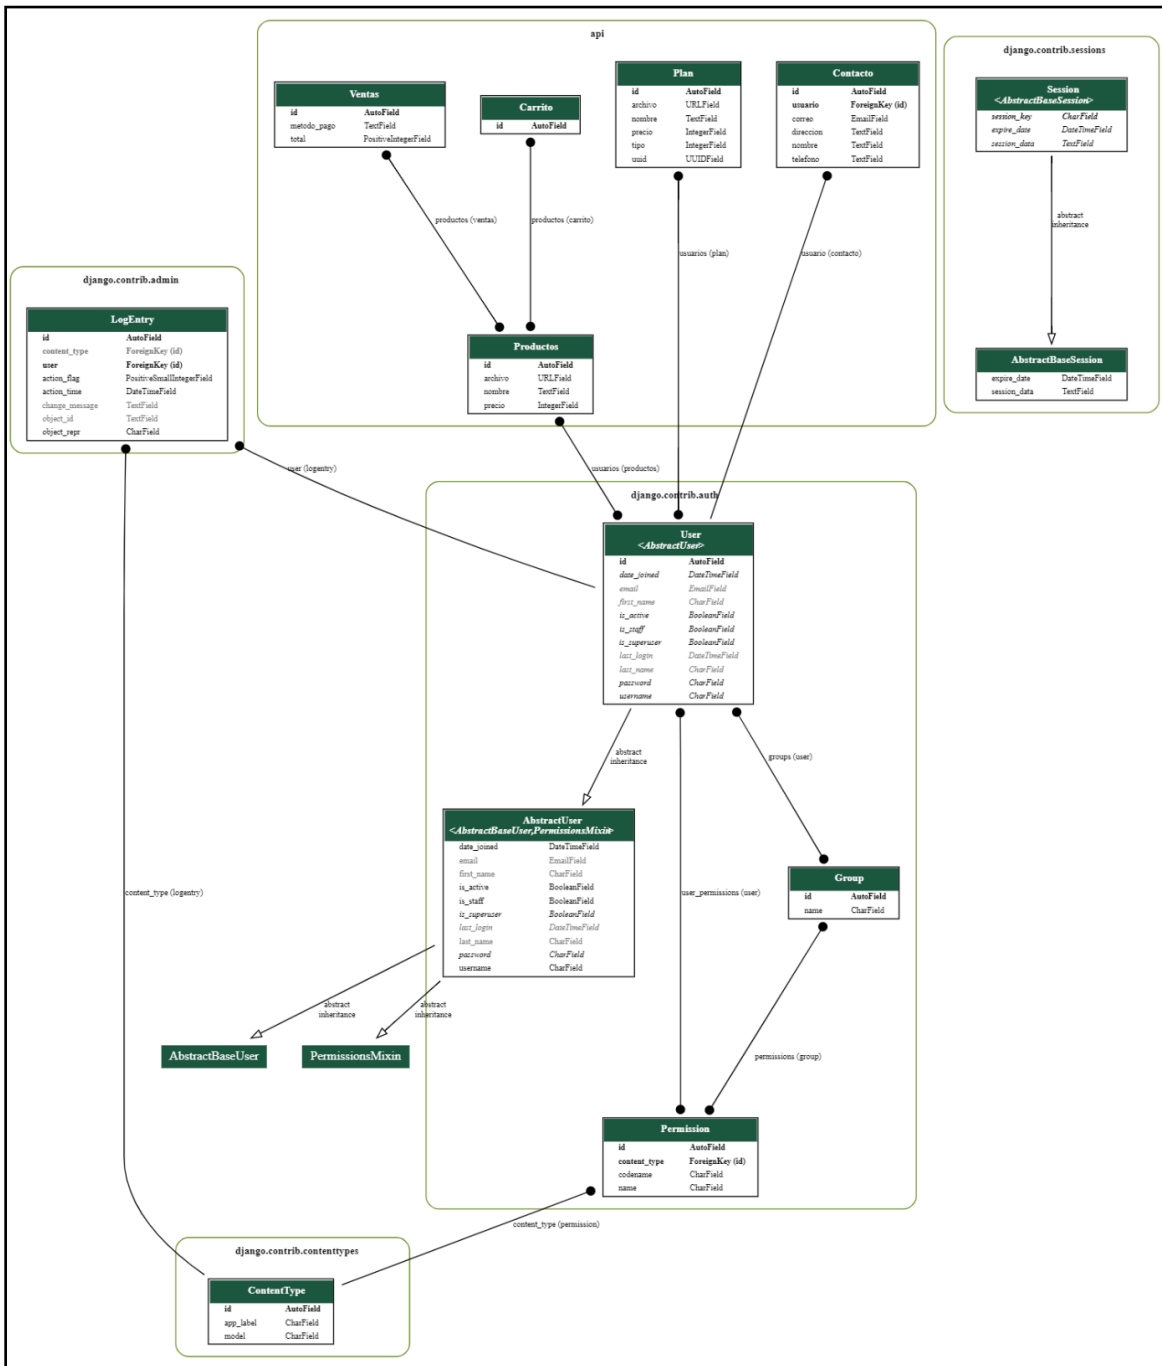 api
Ventas
id AutoField
metodo_pago TextField
total PositiveIntegerField
Carrito
id AutoField
Plan
id AutoField
archivo URLField
nombre TextField
precio IntegerField
tipo IntegerField
uuid UUIDField
Contacto
id AutoField
usuario ForeignKey (id)
correo EmailField
direccion TextField
nombre TextField
telefono TextField
django.contrib.sessions
Session
<AbstractBaseSession>
session_key CharField
expire_date DateTimeField
session_data TextField
productos (ventas)
productos (carrito)
usuarios (plan)
usuario (contacto)
abstract
inheritance
django.contrib.admin
LogEntry
id AutoField
content_type ForeignKey (id)
user ForeignKey (id)
action_flag PositiveSmallIntegerField
action_time DateTimeField
change_message TextField
object_id TextField
object_repr CharField
Productos
id AutoField
archivo URLField
nombre TextField
precio IntegerField
AbstractBaseSession
expire_date DateTimeField
session_data TextField
user (logentry)
usuarios (productos)
django.contrib.auth
User
<AbstractUser>
id AutoField
date_joined DateTimeField
email EmailField
first_name CharField
is_active BooleanField
is_staff BooleanField
is_superuser BooleanField
last_login DateTimeField
last_name CharField
password CharField
username CharField
abstract
inheritance
groups (user)
AbstractUser
<AbstractBaseUser,PermissionsMixin>
date_joined DateTimeField
email EmailField
first_name CharField
is_active BooleanField
is_staff BooleanField
is_superuser BooleanField
last_login DateTimeField
last_name CharField
password CharField
username CharField
content_type (logentry)
user_permissions (user)
Group
id AutoField
name CharField
abstract
inheritance
abstract
inheritance
AbstractBaseUser
PermissionsMixin
permissions (group)
Permission
id AutoField
content_type ForeignKey (id)
codename CharField
name CharField
content_type (permission)
django.contrib.contenttypes
ContentType
id AutoField
app_label CharField
model CharField